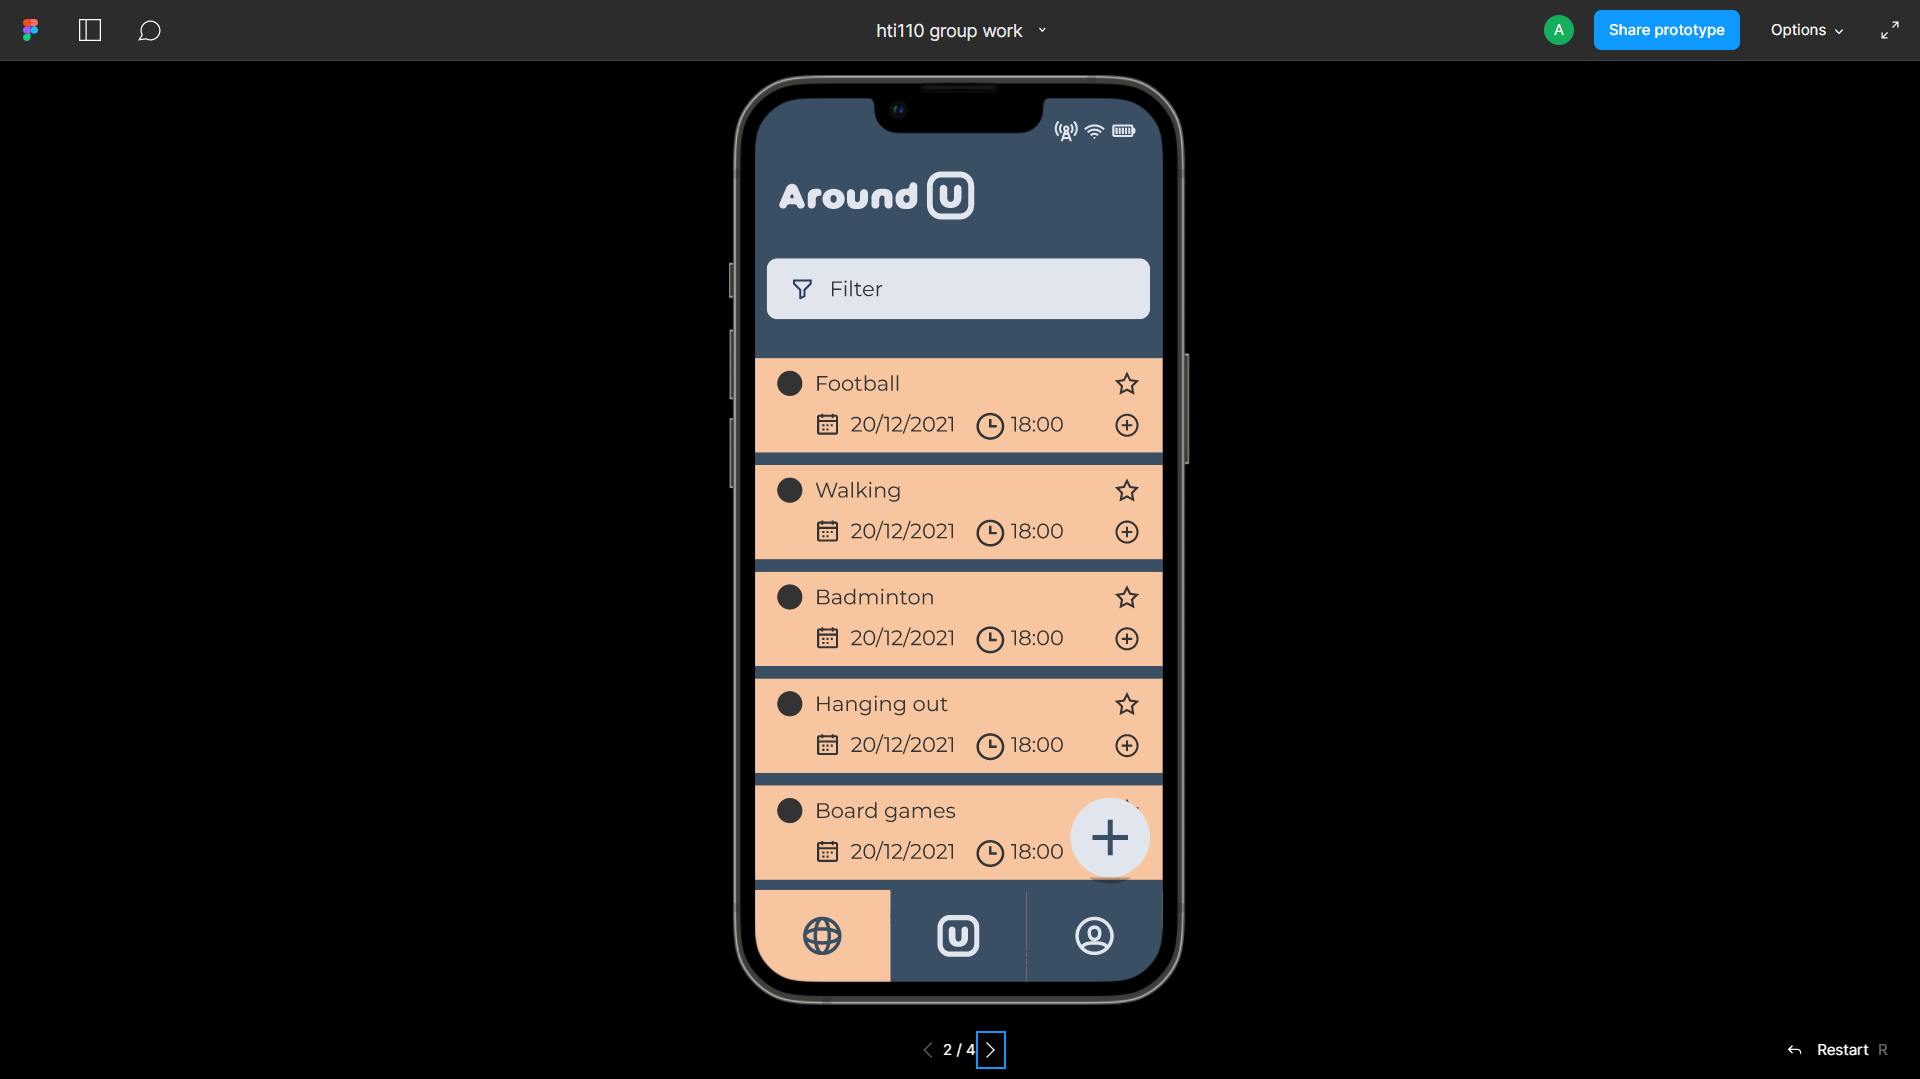 hti110 group work
A
Share prototype
Options
Around U
Filter
Football
20/12/2021 18:00
Walking
20/12/2021 18:00
Badminton
20/12/2021 18:00
Hanging out
20/12/2021 18:00
Board games
20/12/2021 18:00
U
2 / 4
Restart R